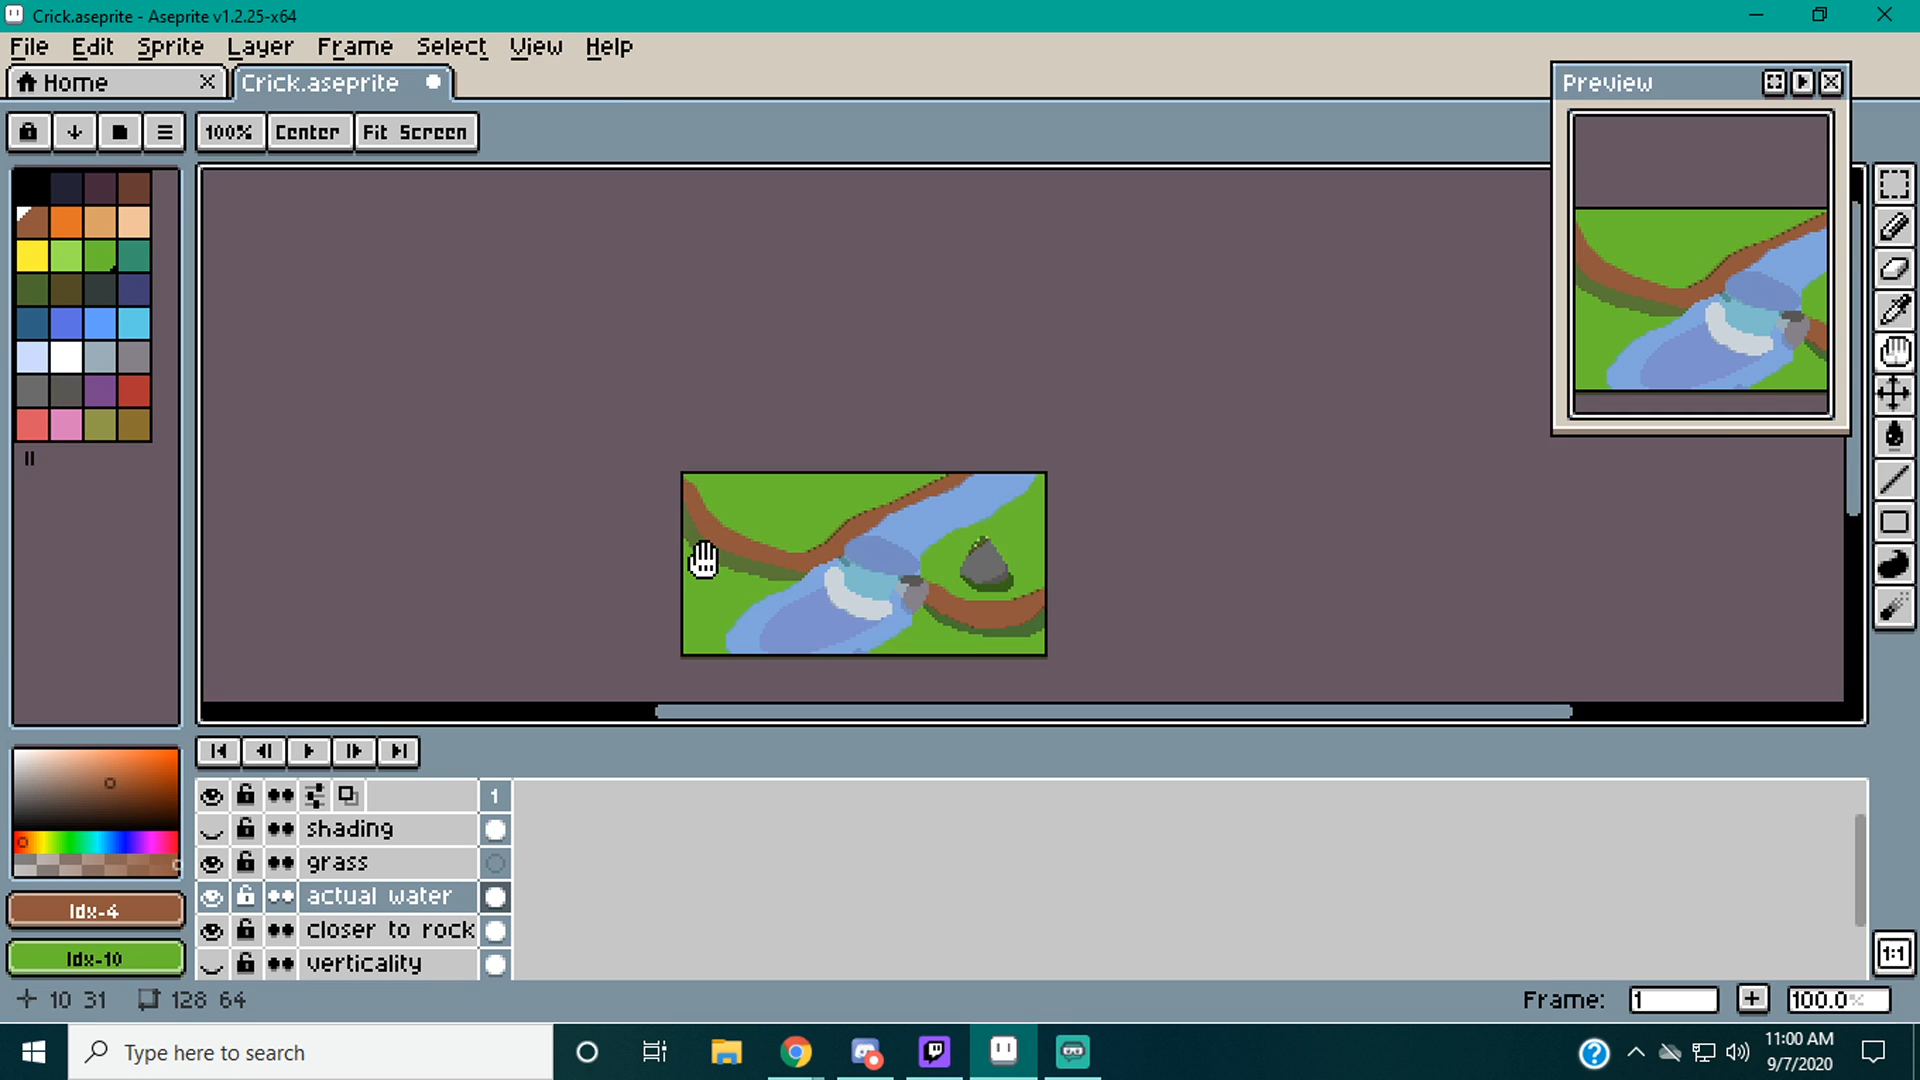 Crick.aseprite - Aseprite v1.2.25-x64
File Edit Sprite Layer Frame Select View Help
Home Crick.aseprite
Preview
100% Center Fit Screen
1
shading
grass
actual water
closer to rock
verticality
Idx-4
Idx-10
1:1
10 31 128 64
Frame: 1 + 100.0%
Type here to search
11:00 AM
9/7/2020